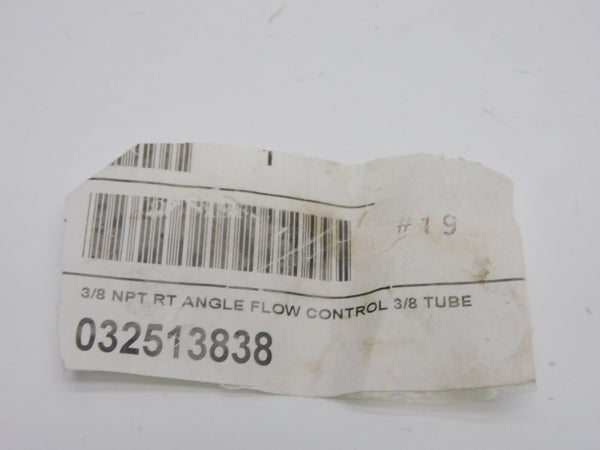 #19
3/8 NPT RT ANGLE FLOW CONTROL 3/8 TUBE
032513838